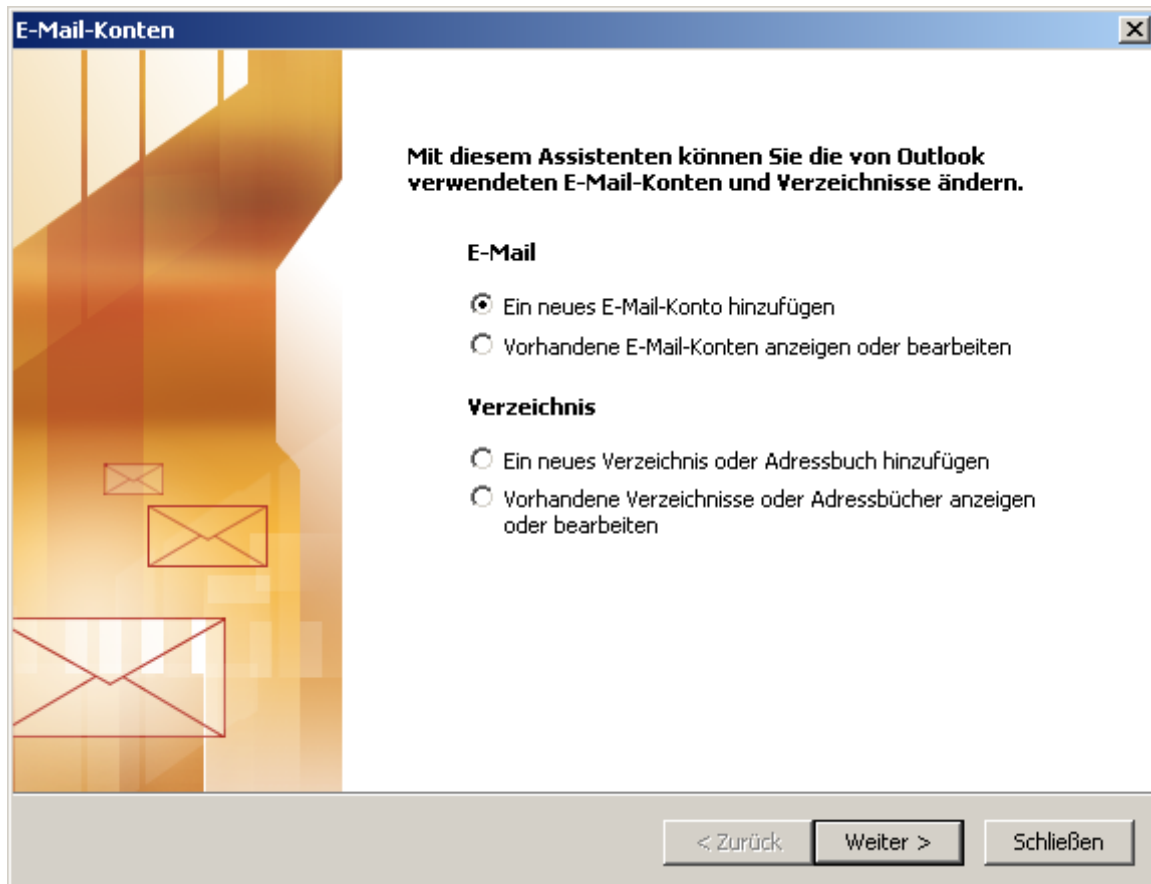 E-Mail-Konten
Mit diesem Assistenten können Sie die von Outlook
verwendeten E-Mail-Konten und Verzeichnisse ändern.
E-Mail
Ein neues E-Mail-Konto hinzufügen
Vorhandene E-Mail-Konten anzeigen oder bearbeiten
Verzeichnis
Ein neues Verzeichnis oder Adressbuch hinzufügen
Vorhandene Verzeichnisse oder Adressbücher anzeigen
oder bearbeiten
< Zurück
Weiter >
Schließen